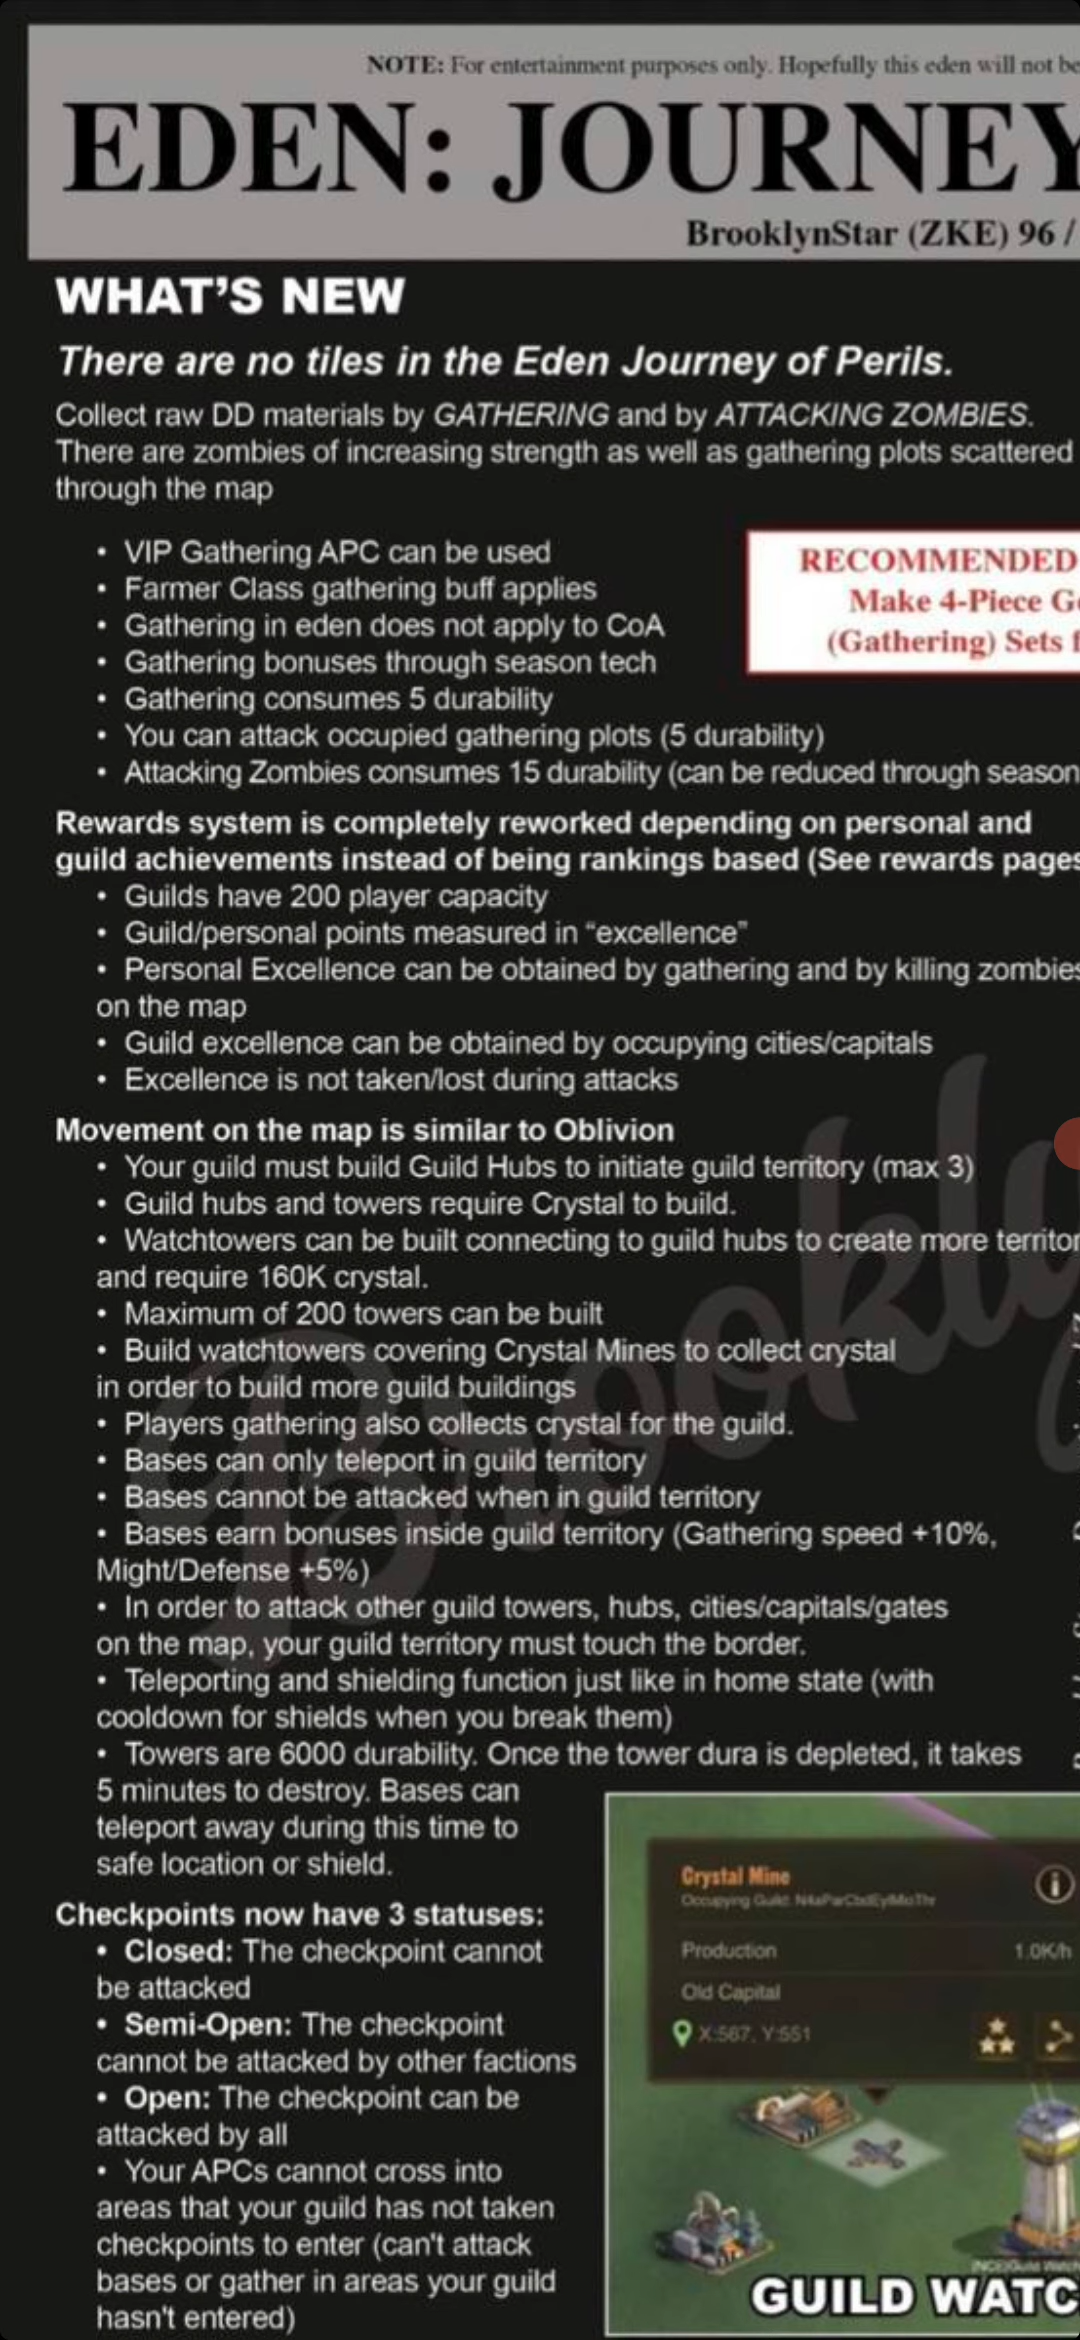 NOTE: For entertainment purposes only. Hopefully this eden will not be
EDEN: JOURNEY
BrooklynStar (ZKE) 96 /
WHAT'S NEW
There are no tiles in the Eden Journey of Perils.
Collect raw DD materials by GATHERING and by ATTACKING ZOMBIES.
There are zombies of increasing strength as well as gathering plots scattered
through the map
• VIP Gathering APC can be used
• Farmer Class gathering buff applies
• Gathering in eden does not apply to CoA
• Gathering bonuses through season tech
• Gathering consumes 5 durability
• You can attack occupied gathering plots (5 durability)
• Attacking Zombies consumes 15 durability (can be reduced through season
RECOMMENDED
Make 4-Piece G
(Gathering) Sets f
Rewards system is completely reworked depending on personal and
guild achievements instead of being rankings based (See rewards pages
• Guilds have 200 player capacity
• Guild/personal points measured in “excellence”
• Personal Excellence can be obtained by gathering and by killing zombies
on the map
• Guild excellence can be obtained by occupying cities/capitals
• Excellence is not taken/lost during attacks
Movement on the map is similar to Oblivion
• Your guild must build Guild Hubs to initiate guild territory (max 3)
• Guild hubs and towers require Crystal to build.
• Watchtowers can be built connecting to guild hubs to create more territor
and require 160K crystal.
• Maximum of 200 towers can be built
• Build watchtowers covering Crystal Mines to collect crystal
in order to build more guild buildings
• Players gathering also collects crystal for the guild.
• Bases can only teleport in guild territory
• Bases cannot be attacked when in guild territory
• Bases earn bonuses inside guild territory (Gathering speed +10%,
Might/Defense +5%)
• In order to attack other guild towers, hubs, cities/capitals/gates
on the map, your guild territory must touch the border.
• Teleporting and shielding function just like in home state (with
cooldown for shields when you break them)
• Towers are 6000 durability. Once the tower dura is depleted, it takes
5 minutes to destroy. Bases can
teleport away during this time to
safe location or shield.
Checkpoints now have 3 statuses:
• Closed: The checkpoint cannot
be attacked
• Semi-Open: The checkpoint
cannot be attacked by other factions
• Open: The checkpoint can be
attacked by all
• Your APCs cannot cross into
areas that your guild has not taken
checkpoints to enter (can't attack
bases or gather in areas your guild
hasn't entered)
Crystal Mine
Occupying Guild:
Production 1.0K/h
Old Capital
X:567, Y:551
GUILD WATC
Brookly